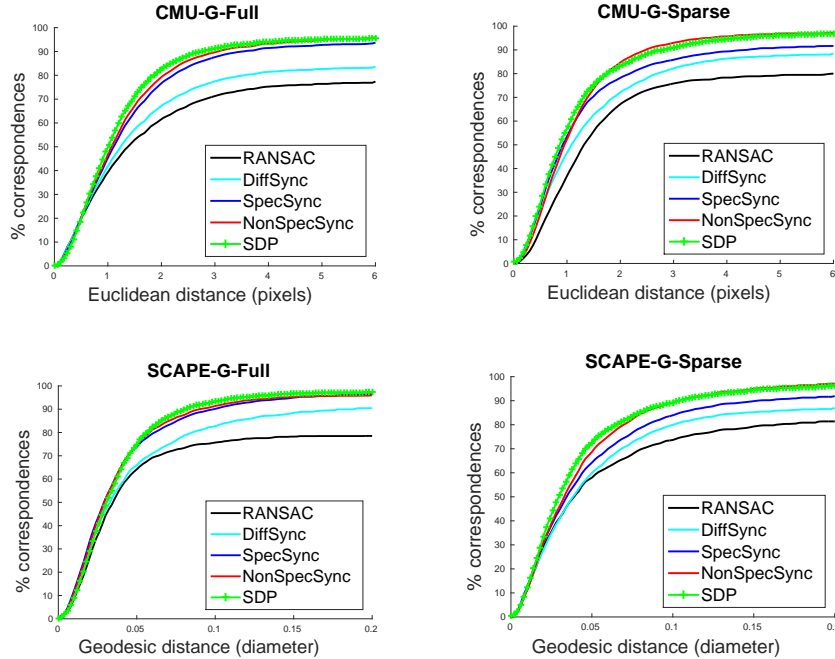 CMU-G-Full
% correspondences
100
90
80
70
60
50
40
30
20
10
0
0 1 2 3 4 5 6
Euclidean distance (pixels)
RANSAC
DiffSync
SpecSync
NonSpecSync
SDP
CMU-G-Sparse
% correspondences
100
90
80
70
60
50
40
30
20
10
0
0 1 2 3 4 5 6
Euclidean distance (pixels)
RANSAC
DiffSync
SpecSync
NonSpecSync
SDP
SCAPE-G-Full
% correspondences
100
90
80
70
60
50
40
30
20
10
0
0 0.05 0.1 0.15 0.2
Geodesic distance (diameter)
RANSAC
DiffSync
SpecSync
NonSpecSync
SDP
SCAPE-G-Sparse
% correspondences
100
90
80
70
60
50
40
30
20
10
0
0 0.05 0.1 0.15
Geodesic distance (diameter)
RANSAC
DiffSync
SpecSync
NonSpecSync
SDP